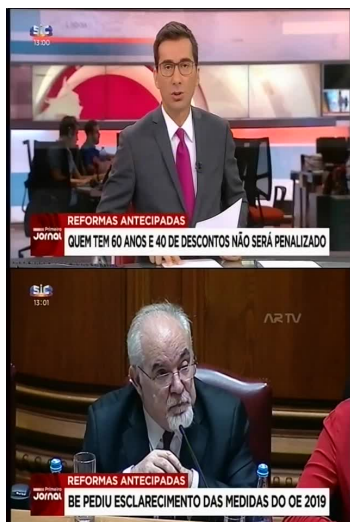 SIC
13:00
REFORMAS ANTECIPADAS
Primeiro
Jornal
QUEM TEM 60 ANOS E 40 DE DESCONTOS NÃO SERÁ PENALIZADO
SIC
13:01
ARTV
REFORMAS ANTECIPADAS
Primeiro
Jornal
BE PEDIU ESCLARECIMENTO DAS MEDIDAS DO OE 2019